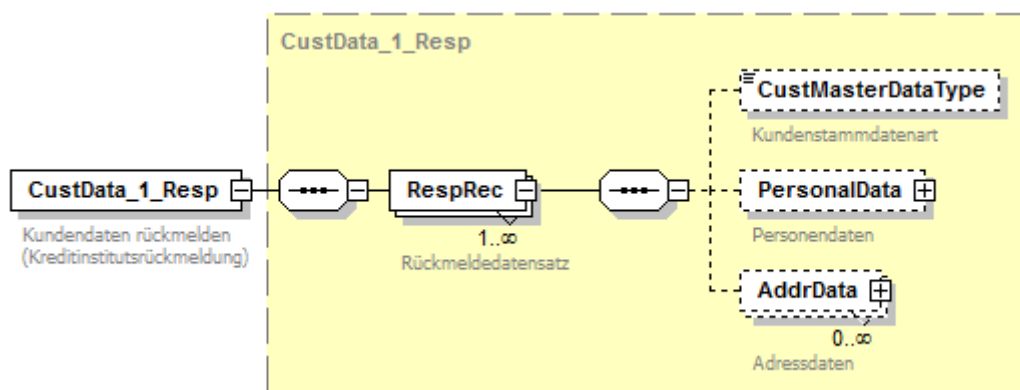 CustData_1_Resp
CustMasterDataType
Kundenstammdatenart
CustData_1_Resp
Kundendaten rückmelden
(Kreditinstitutsrückmeldung)
RespRec
1..∞
Rückmeldedatensatz
PersonalData
Personendaten
AddrData
0..∞
Adressdaten